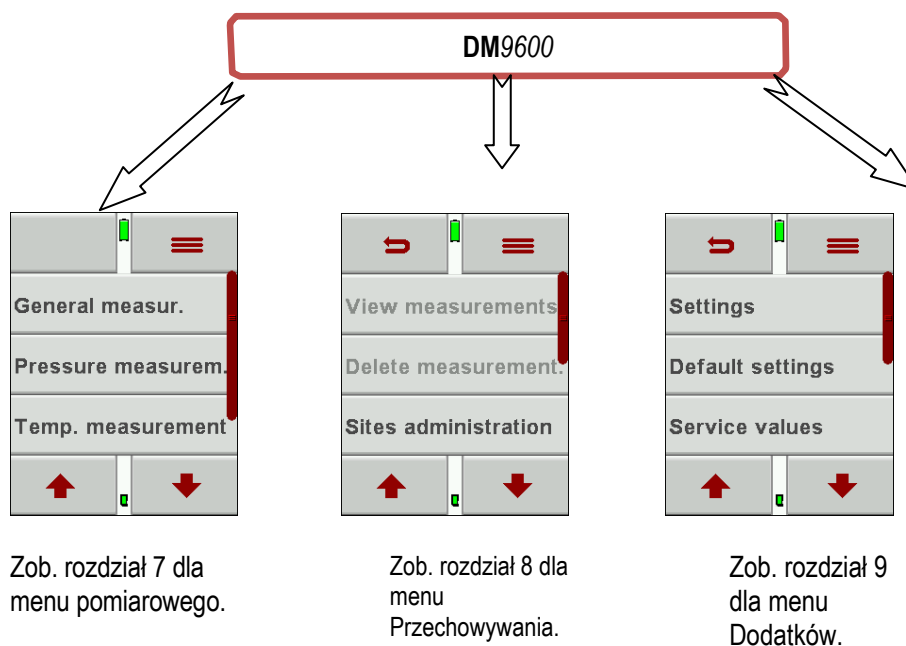 DM9600
General measur.
Pressure measurem.
Temp. measurement
View measurements
Delete measurement.
Sites administration
Settings
Default settings
Service values
Zob. rozdział 7 dla
menu pomiarowego.
Zob. rozdział 8 dla
menu
Przechowywania.
Zob. rozdział 9
dla menu
Dodatków.